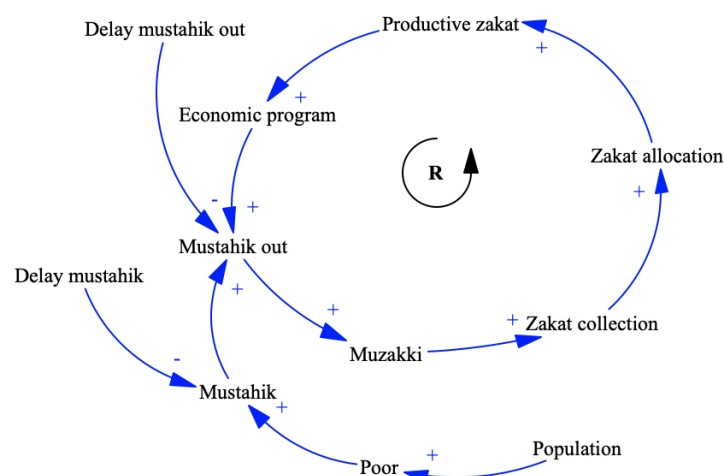 Delay mustahik out
Productive zakat
+
+
Economic program
Zakat allocation
R
+
-
+
Mustahik out
Delay mustahik
+
+
+
Zakat collection
Muzakki
-
Mustahik
+
Population
+
Poor